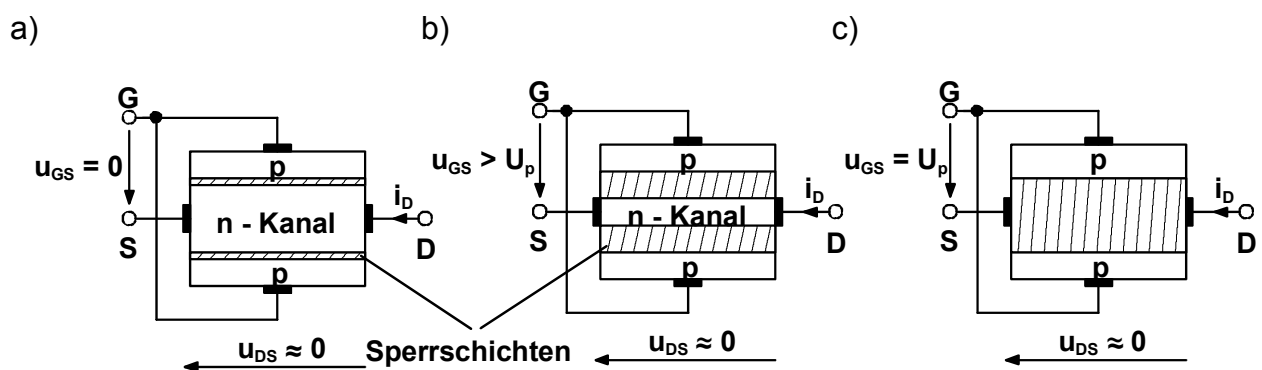 a)
G
u_GS = 0
S
p
n - Kanal
p
i_D
D
u_DS ≈ 0
b)
G
u_GS > U_p
S
p
n - Kanal
p
i_D
D
u_DS ≈ 0
c)
G
u_GS = U_p
S
p
p
i_D
D
u_DS ≈ 0
Sperrschichten